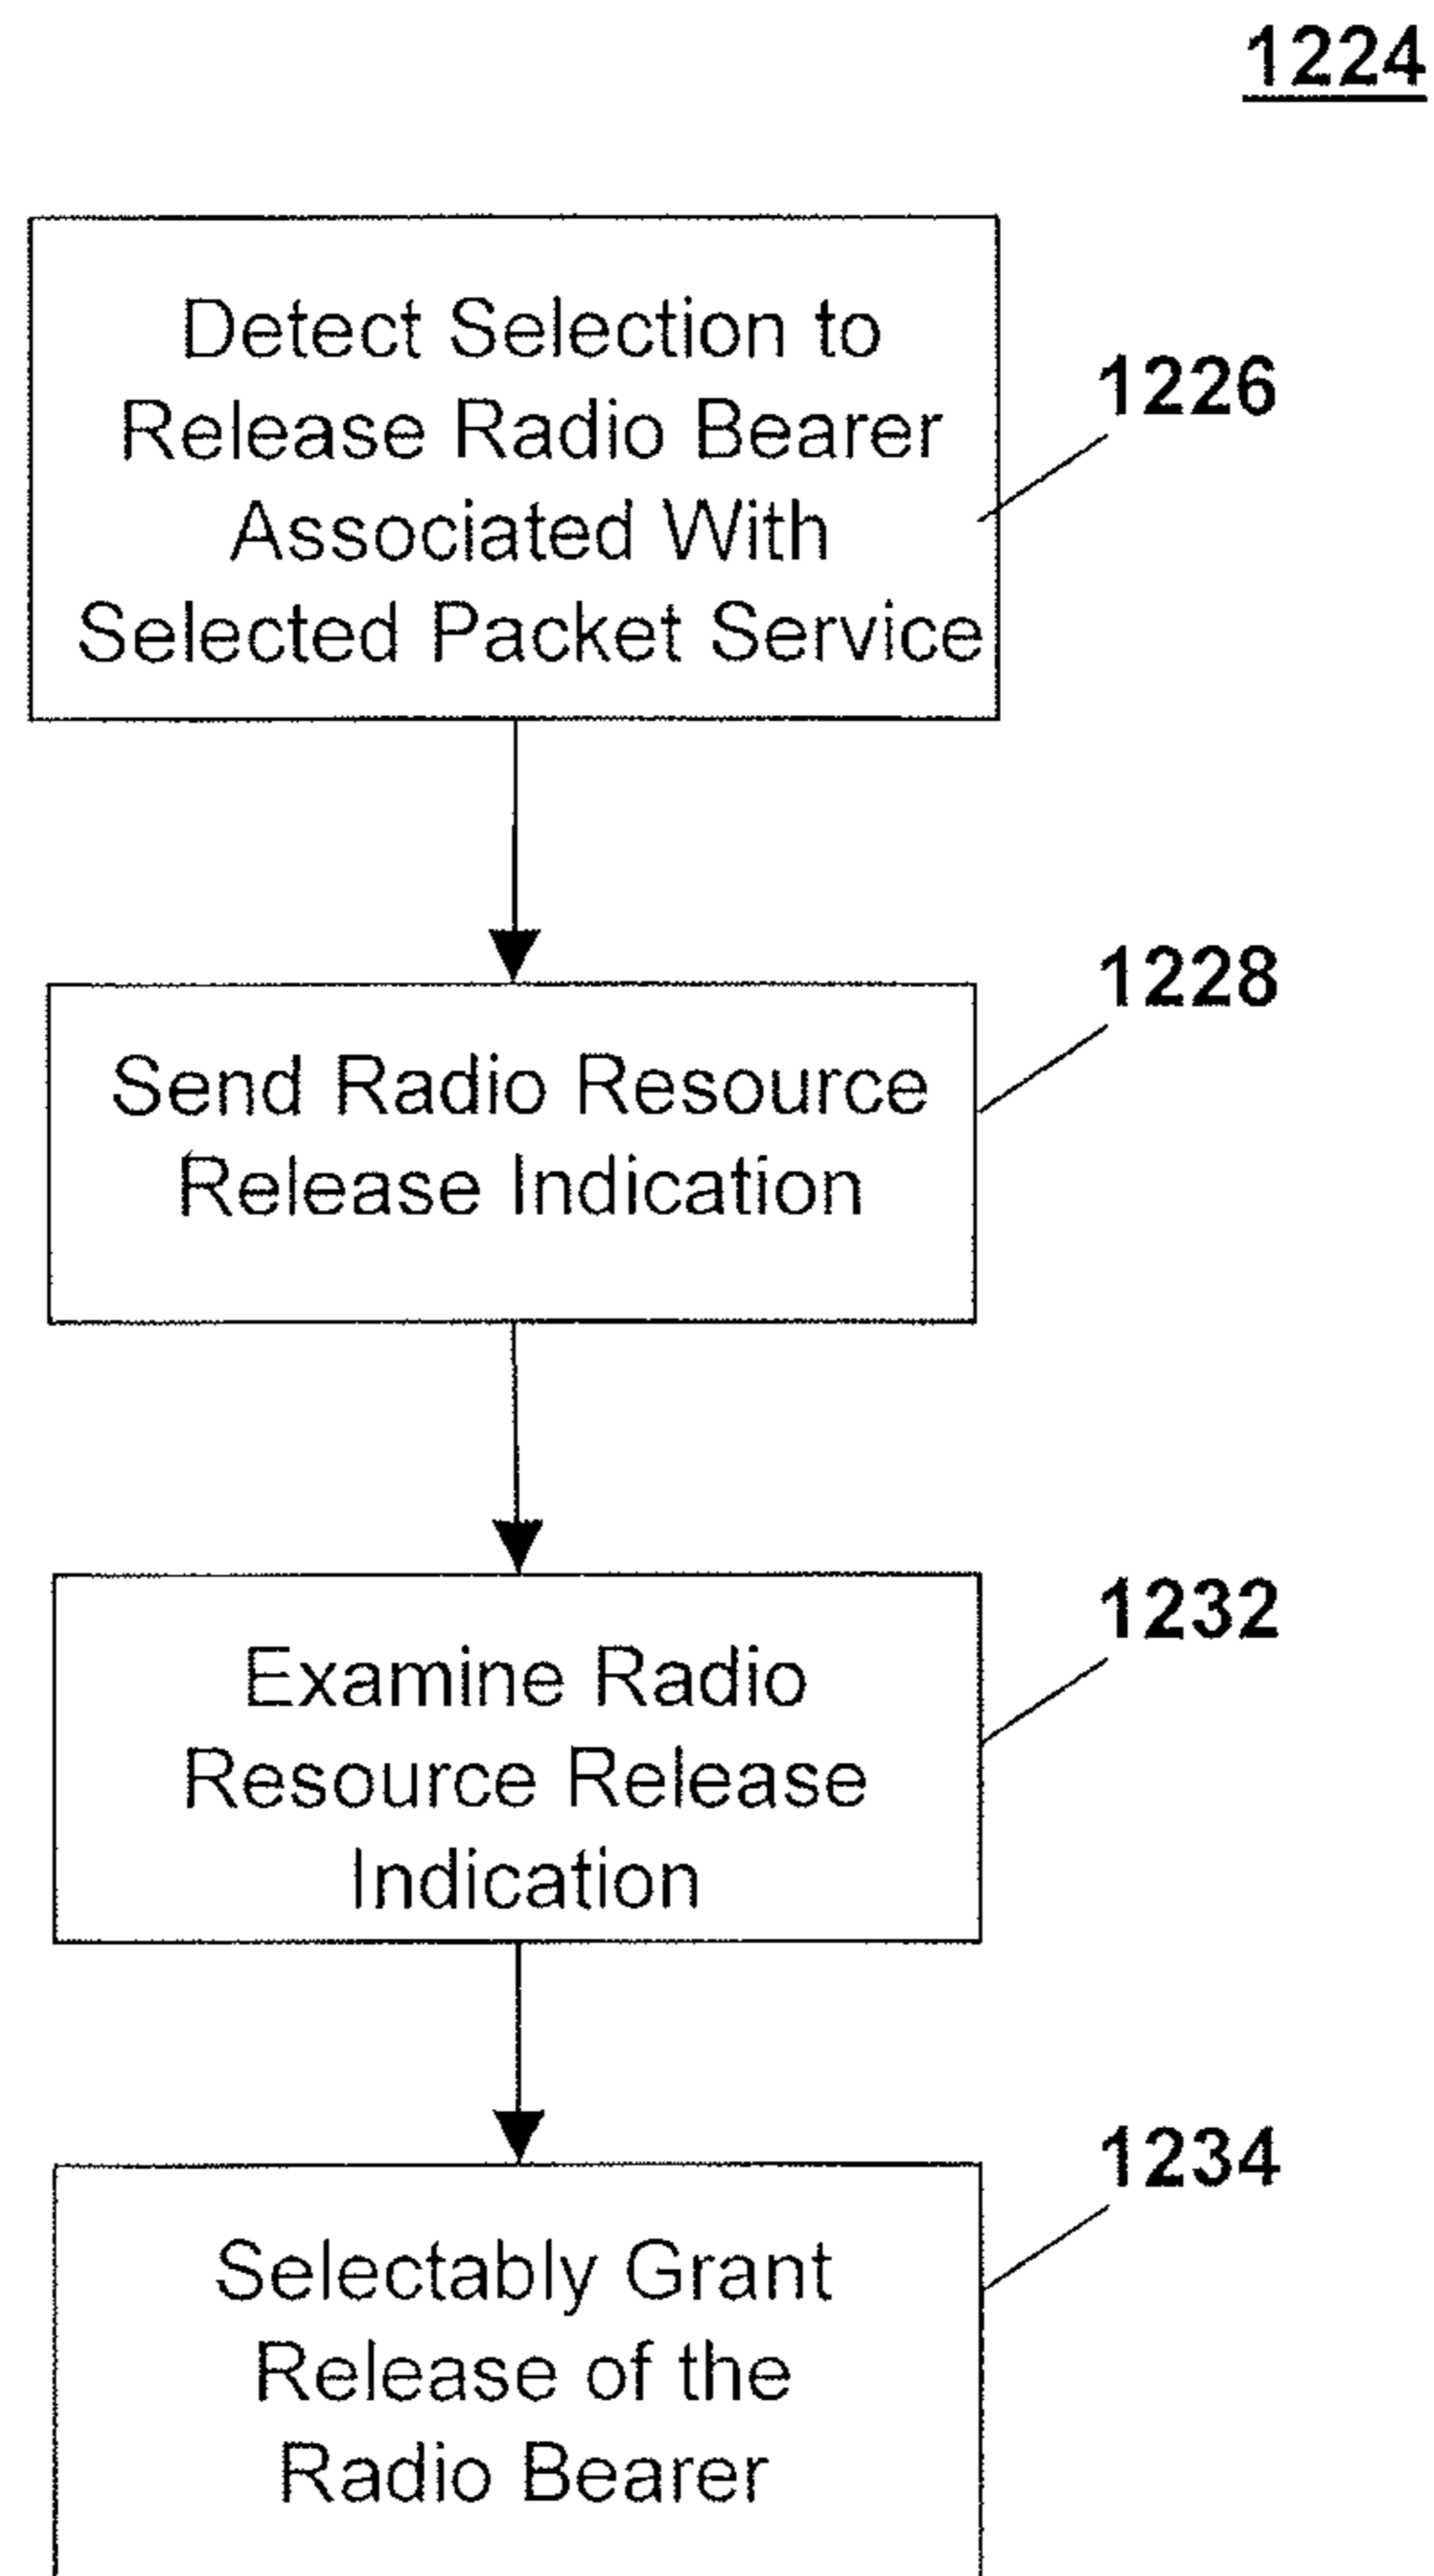 1224
Detect Selection to
Release Radio Bearer
Associated With
Selected Packet Service
1226
Send Radio Resource
Release Indication
1228
Examine Radio
Resource Release
Indication
1232
Selectably Grant
Release of the
Radio Bearer
1234